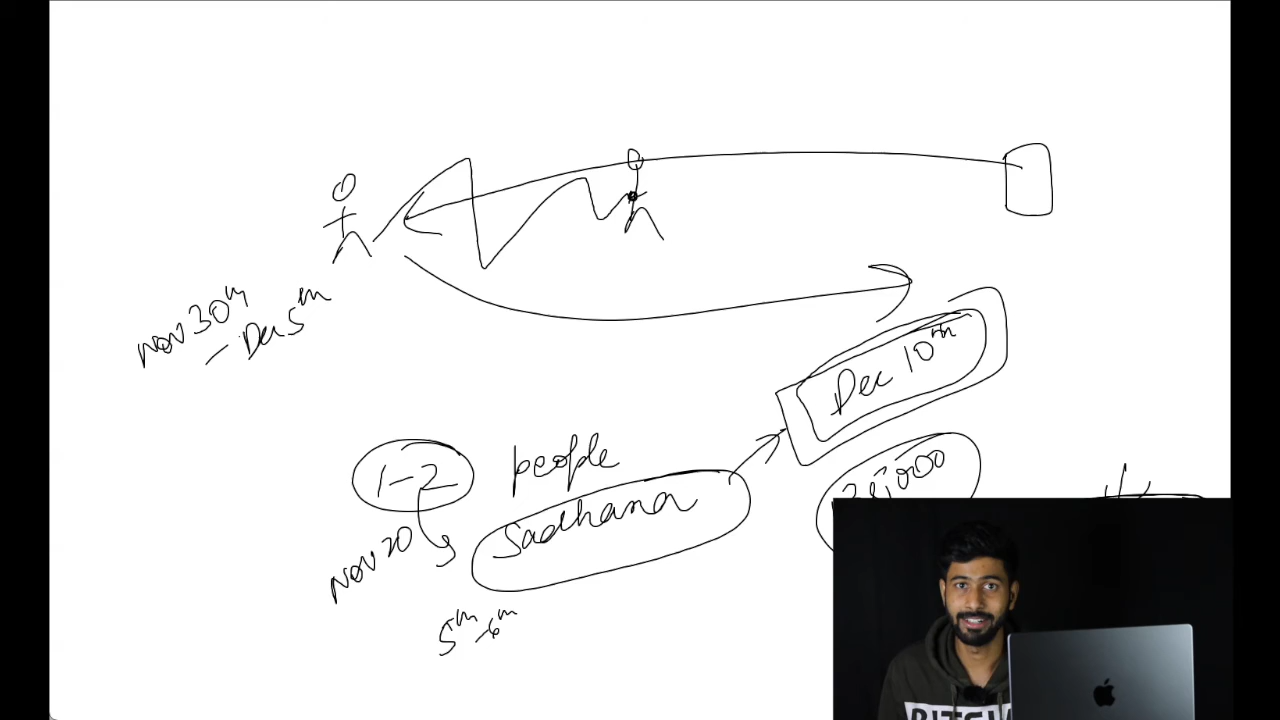 Nov 30th
- Dec 5th
Dec 10th
1-2 people
Sadhana
Nov 20
5th-6th